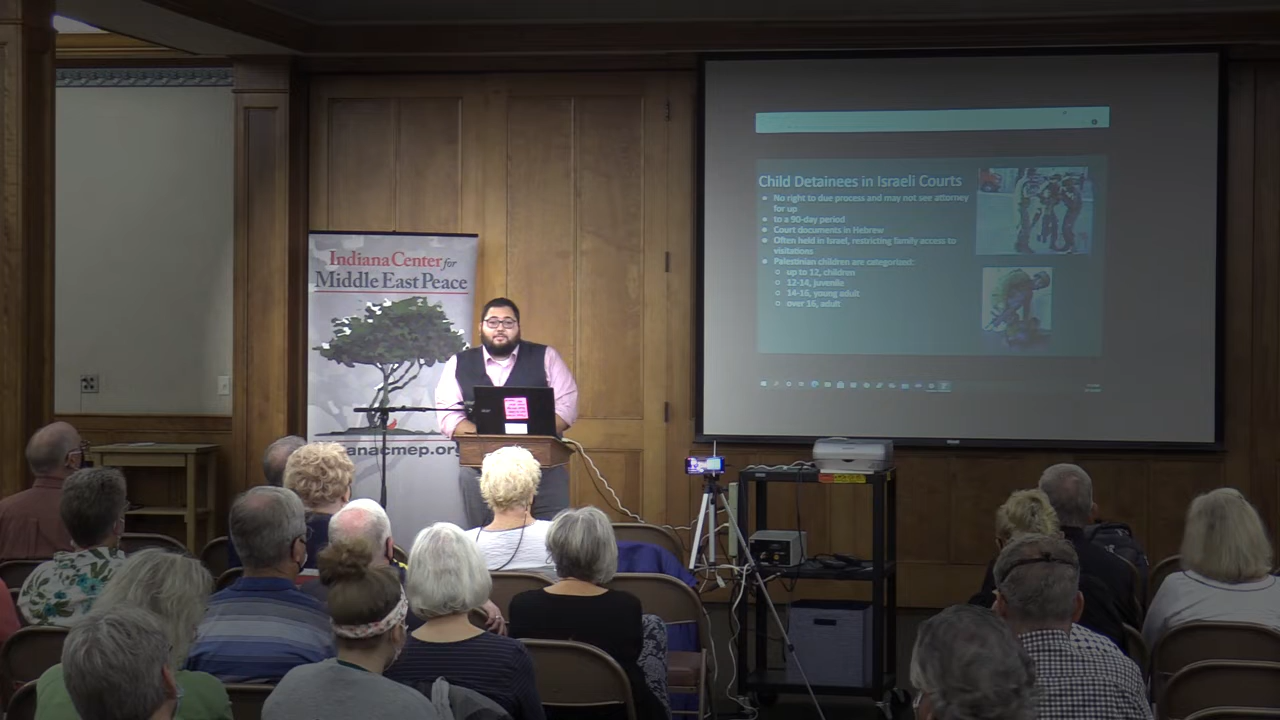 Indiana Center for
Middle East Peace
anacmep.org
Child Detainees in Israeli Courts
No right to due process and may not see attorney
for up
to a 90-day period
Court documents in Hebrew
Often held in Israel, restricting family access to
visitations
Palestinian children are categorized:
up to 12, children
12-14, juvenile
14-16, young adult
over 16, adult